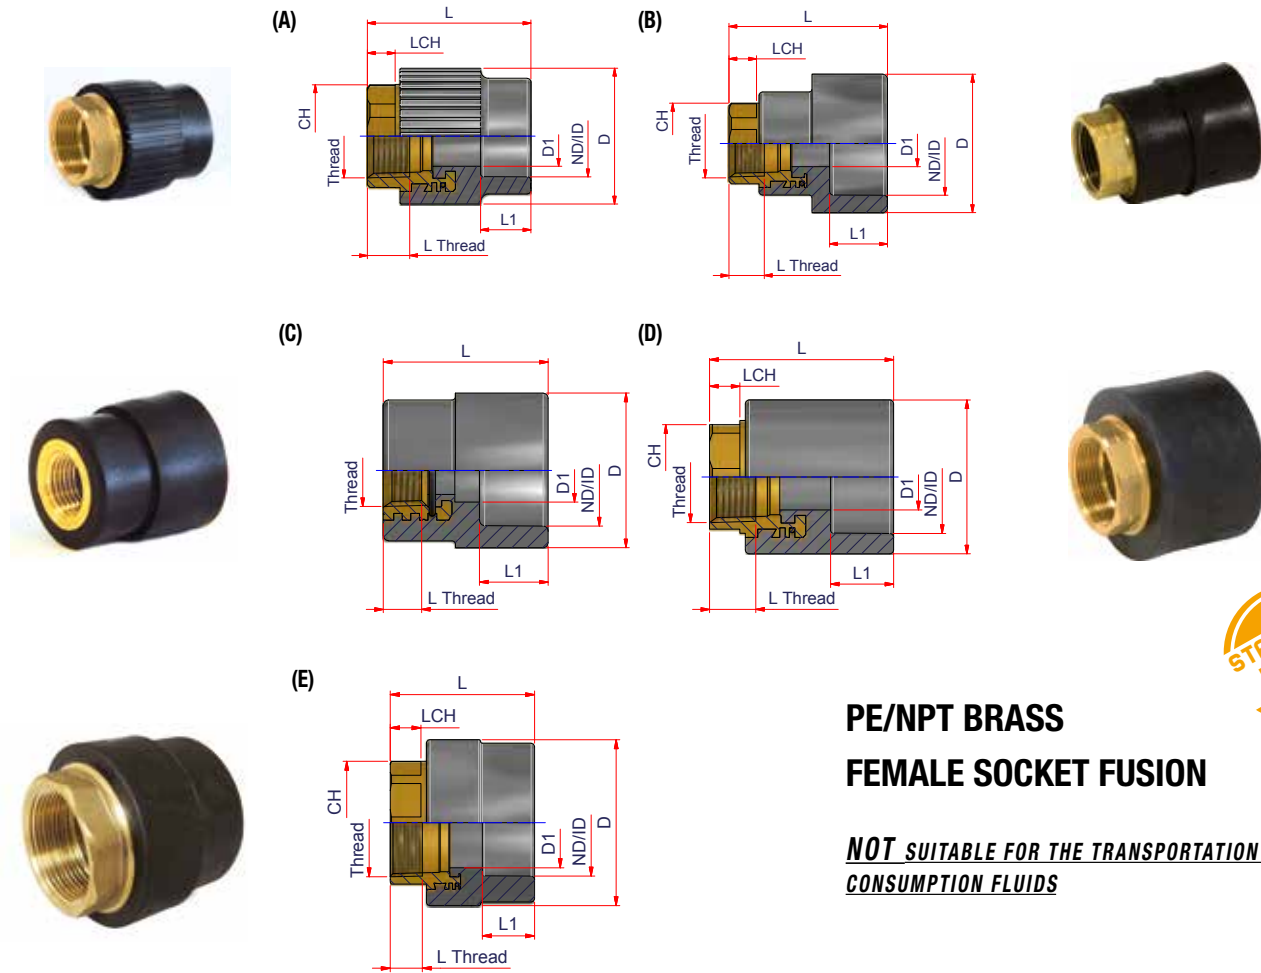 (A)
L
LCH
CH
Thread
D1
ND/ID
D
L1
L Thread
(B)
L
LCH
CH
Thread
D1
ND/ID
D
L1
L Thread
(C)
L
Thread
D1
ND/ID
D
L1
L Thread
(D)
L
LCH
CH
Thread
D1
ND/ID
D
L1
L Thread
(E)
L
LCH
CH
Thread
D1
ND/ID
D
L1
L Thread
PE/NPT BRASS
FEMALE SOCKET FUSION
NOT SUITABLE FOR THE TRANSPORTATION
CONSUMPTION FLUIDS